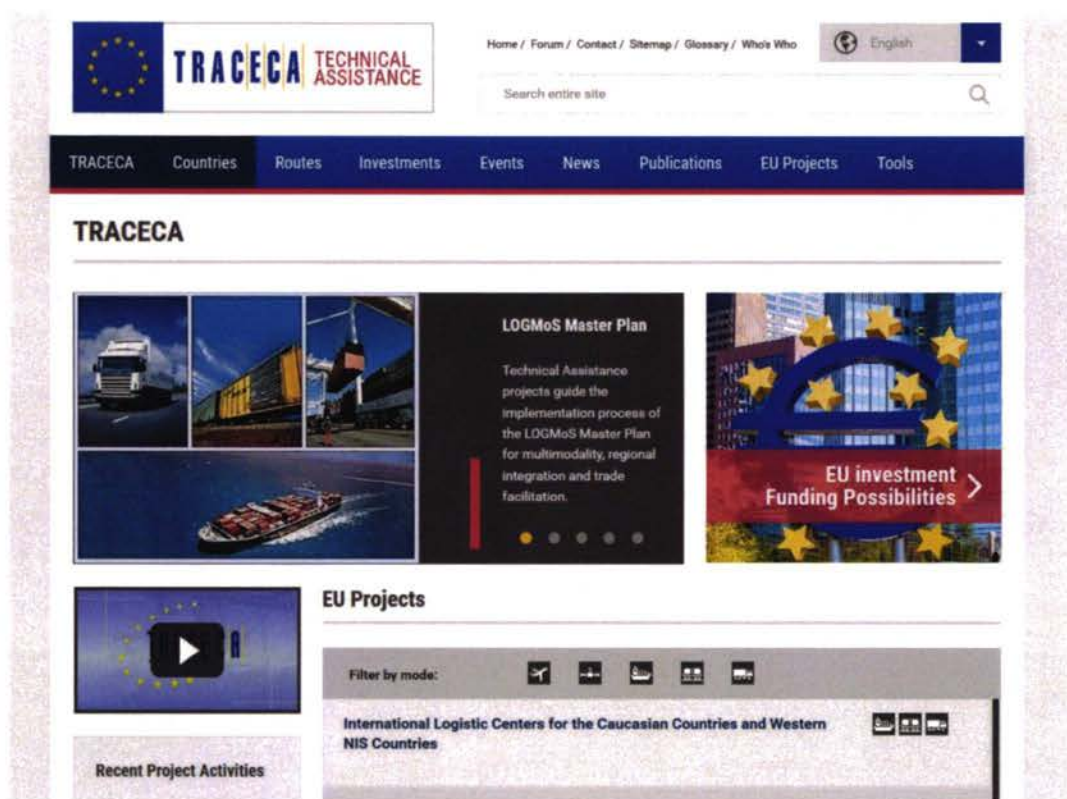 Home / Forum / Contact / Sitemap / Glossary / Who's Who
English
TRACECA TECHNICAL ASSISTANCE
Search entire site
TRACECA Countries Routes Investments Events News Publications EU Projects Tools
TRACECA
LOGMoS Master Plan
Technical Assistance
projects guide the
implementation process of
the LOGMoS Master Plan
for multimodality, regional
integration and trade
facilitation.
EU investment
Funding Possibilities
EU Projects
Filter by mode:
International Logistic Centers for the Caucasian Countries and Western
NIS Countries
Recent Project Activities